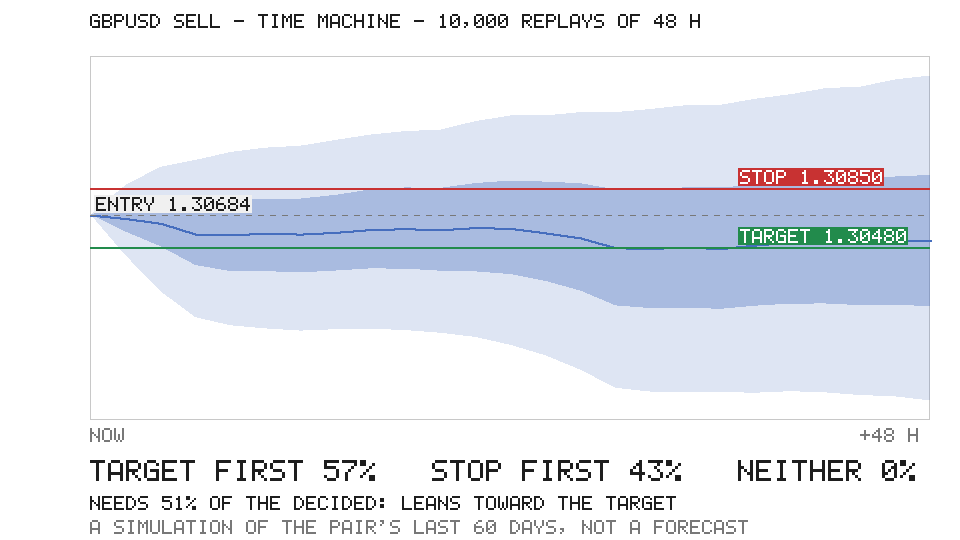 GBPUSD SELL – TIME MACHINE – 10,000 REPLAYS OF 48 H
STOP 1.30850
ENTRY 1.30684
TARGET 1.30480
NOW +48 H
TARGET FIRST 57% STOP FIRST 43% NEITHER 0%
NEEDS 51% OF THE DECIDED: LEANS TOWARD THE TARGET
A SIMULATION OF THE PAIR'S LAST 60 DAYS, NOT A FORECAST